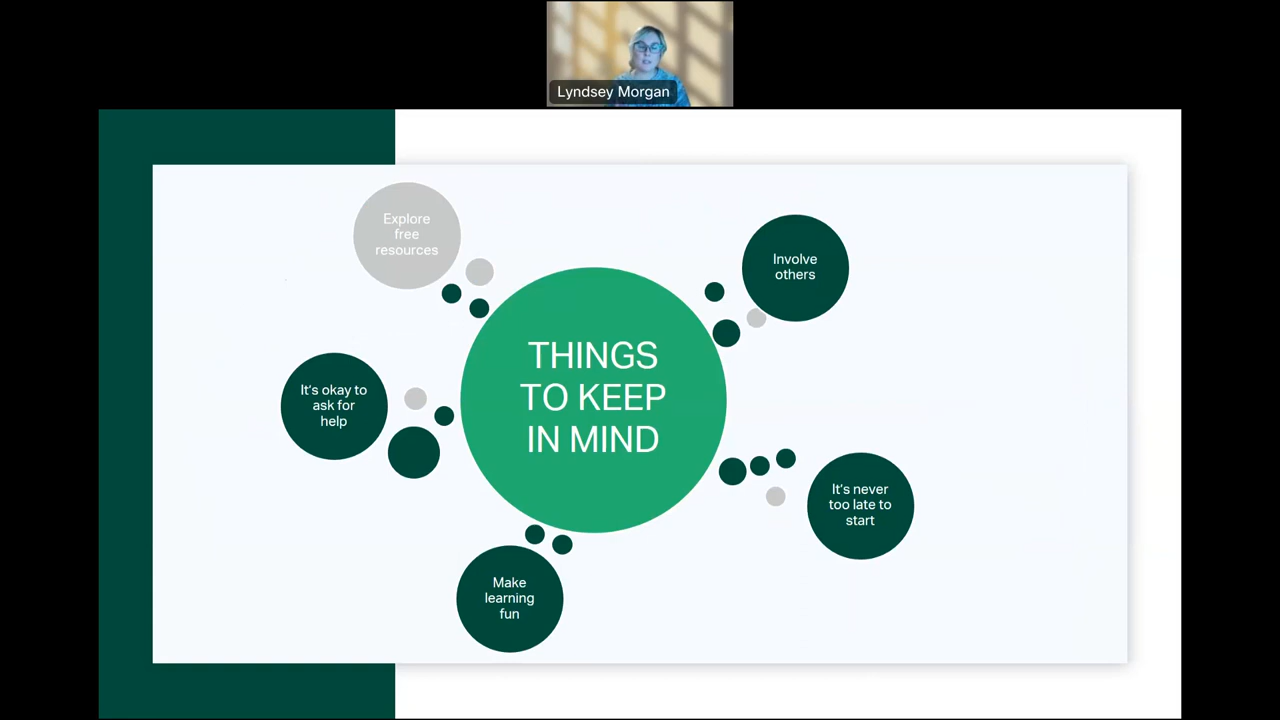 Lyndsey Morgan
Explore
free
resources
Involve
others
THINGS
TO KEEP
IN MIND
It's okay to
ask for
help
It's never
too late to
start
Make
learning
fun